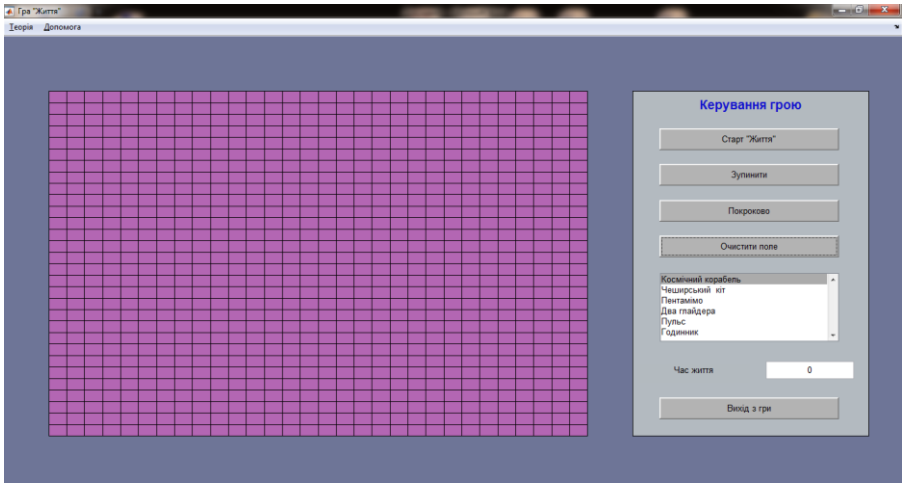 Гра "Життя"
Теорія Допомога
Керування грою
Старт "Життя"
Зупинити
Покроково
Очистити поле
Космічний корабель
Чеширський кіт
Пентамімо
Два глайдера
Пульс
Годинник
Час життя 0
Вихід з гри